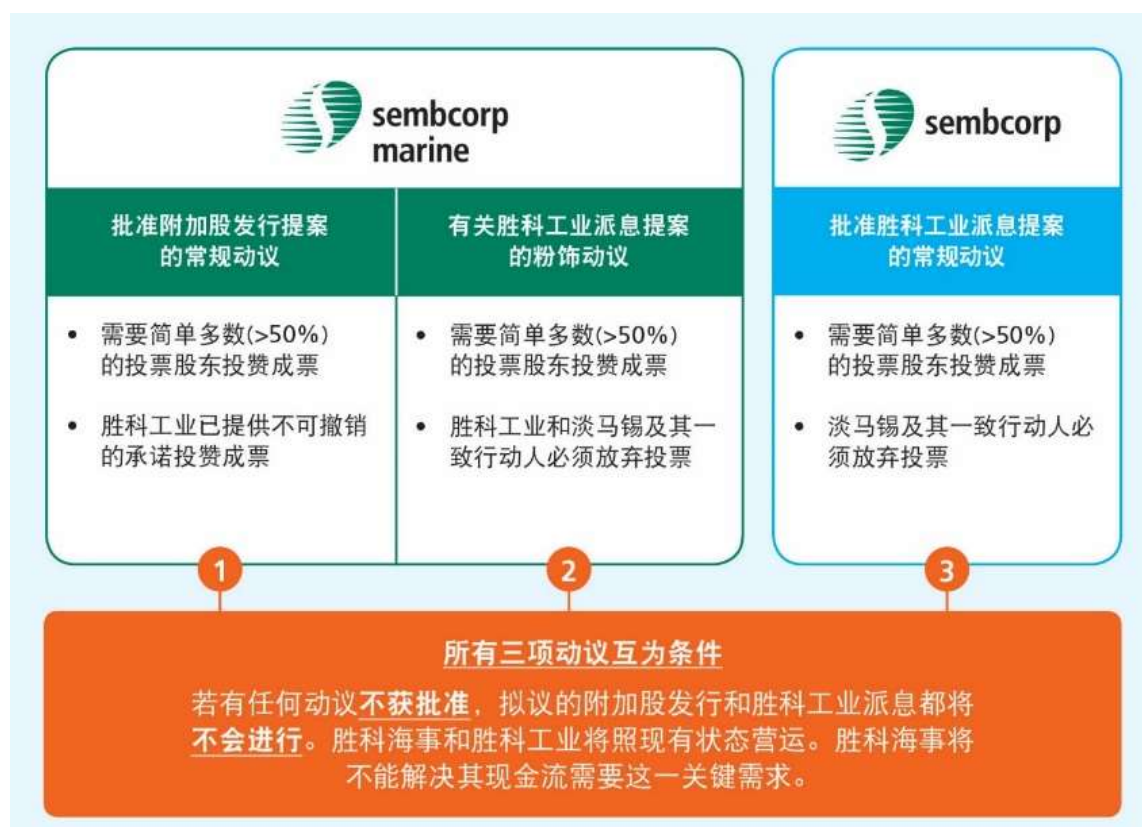 sembcorp
marine
批准附加股发行提案
的常规动议
• 需要简单多数(>50%)
的投票股东投赞成票
• 胜科工业已提供不可撤销
的承诺投赞成票
1
有关胜科工业派息提案
的粉饰动议
• 需要简单多数(>50%)
的投票股东投赞成票
• 胜科工业和淡马锡及其一
致行动人必须放弃投票
2
sembcorp
批准胜科工业派息提案
的常规动议
• 需要简单多数(>50%)
的投票股东投赞成票
• 淡马锡及其一致行动人必
须放弃投票
3
所有三项动议互为条件
若有任何动议不获批准，拟议的附加股发行和胜科工业派息都将
不会进行。胜科海事和胜科工业将照现有状态营运。胜科海事将
不能解决其现金流需要这一关键需求。